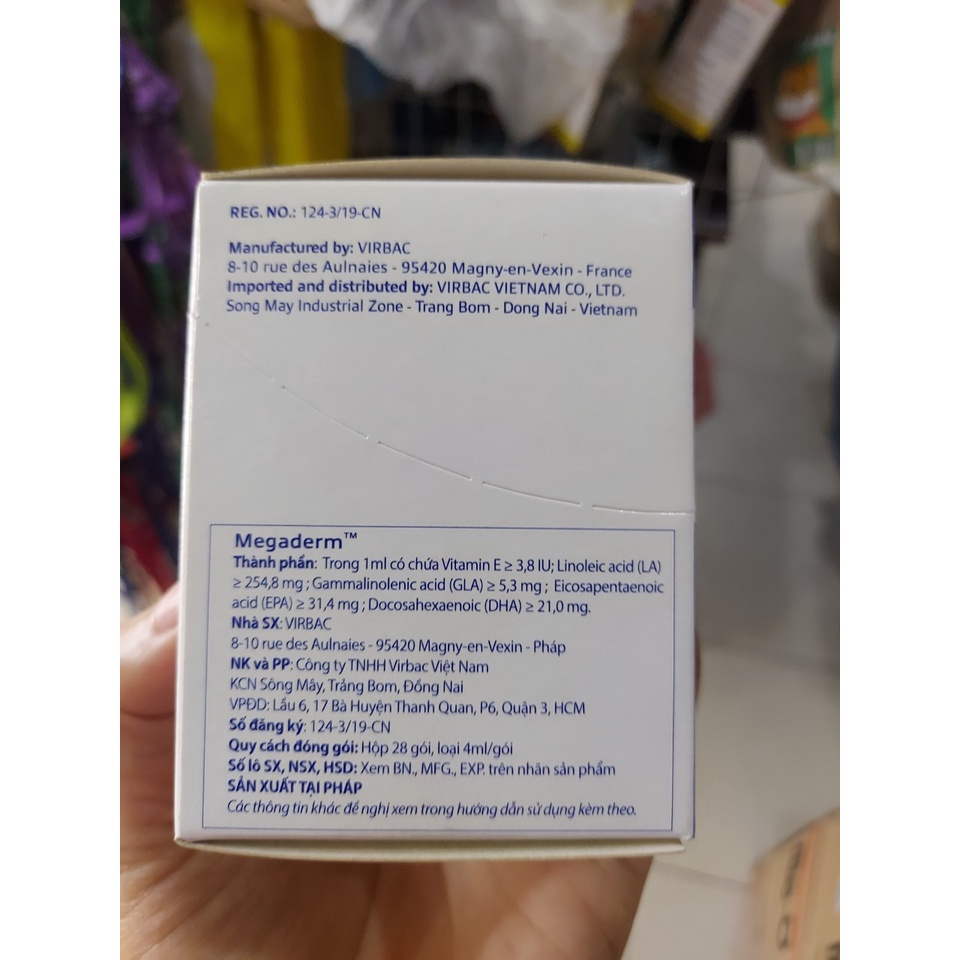 REG. NO.: 124-3/19-CN
Manufactured by: VIRBAC
8-10 rue des Aulnaies - 95420 Magny-en-Vexin - France
Imported and distributed by: VIRBAC VIETNAM CO., LTD.
Song May Industrial Zone - Trang Bom - Dong Nai - Vietnam
Megaderm™
Thành phần: Trong 1ml có chứa Vitamin E ≥ 3,8 IU; Linoleic acid (LA)
≥ 254,8 mg ; Gammalinolenic acid (GLA) ≥ 5,3 mg ; Eicosapentaenoic
acid (EPA) ≥ 31,4 mg ; Docosahexaenoic (DHA) ≥ 21,0 mg.
Nhà SX: VIRBAC
8-10 rue des Aulnaies - 95420 Magny-en-Vexin - Pháp
NK và PP: Công ty TNHH Virbac Việt Nam
KCN Sông Mây, Trảng Bom, Đồng Nai
VPĐD: Lầu 6, 17 Bà Huyện Thanh Quan, P6, Quận 3, HCM
Số đăng ký: 124-3/19-CN
Quy cách đóng gói: Hộp 28 gói, loại 4ml/gói
Số lô SX, NSX, HSD: Xem BN., MFG., EXP. trên nhãn sản phẩm
SẢN XUẤT TẠI PHÁP
Các thông tin khác đề nghị xem trong hướng dẫn sử dụng kèm theo.